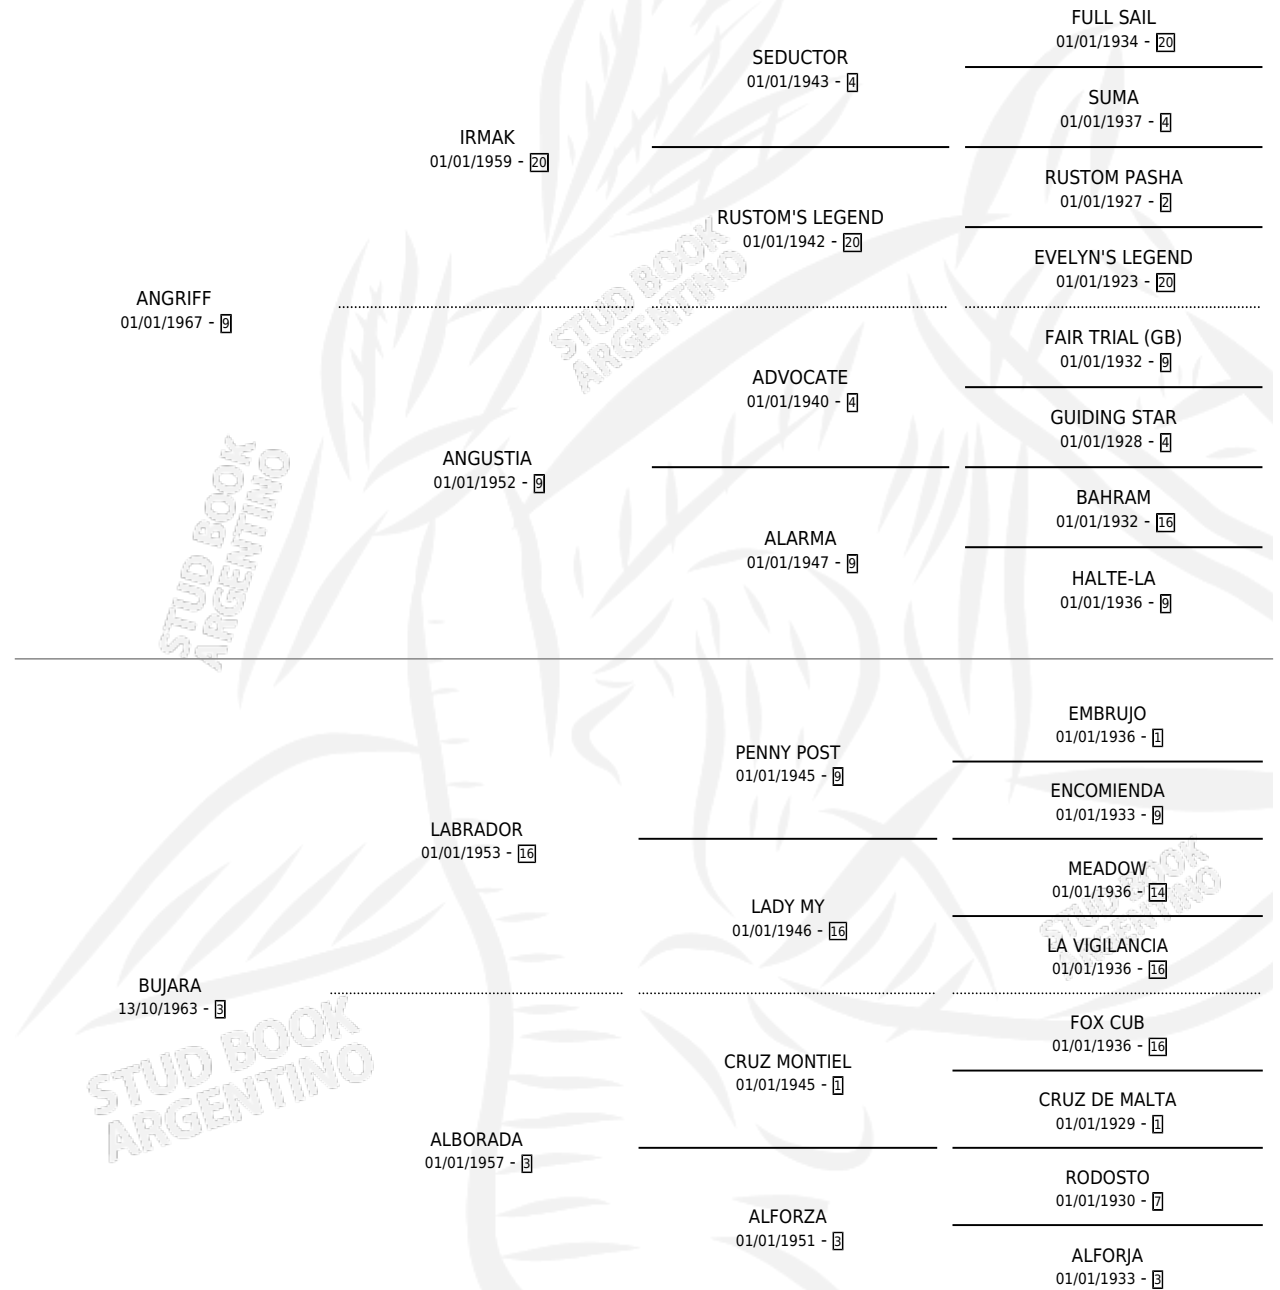 FULL SAIL
01/01/1934 - 20
SEDUCTOR
01/01/1943 - 4
SUMA
01/01/1937 - 4
IRMAK
01/01/1959 - 20
RUSTOM PASHA
01/01/1927 - 2
RUSTOM'S LEGEND
01/01/1942 - 20
EVELYN'S LEGEND
01/01/1923 - 20
ANGRIFF
01/01/1967 - 9
FAIR TRIAL (GB)
01/01/1932 - 9
ADVOCATE
01/01/1940 - 4
GUIDING STAR
01/01/1928 - 4
ANGUSTIA
01/01/1952 - 9
BAHRAM
01/01/1932 - 16
ALARMA
01/01/1947 - 9
HALTE-LA
01/01/1936 - 9
EMBRUJO
01/01/1936 - 1
PENNY POST
01/01/1945 - 9
ENCOMIENDA
01/01/1933 - 9
LABRADOR
01/01/1953 - 16
MEADOW
01/01/1936 - 14
LADY MY
01/01/1946 - 16
LA VIGILANCIA
01/01/1936 - 16
BUJARA
13/10/1963 - 3
FOX CUB
01/01/1936 - 16
CRUZ MONTIEL
01/01/1945 - 1
CRUZ DE MALTA
01/01/1929 - 1
ALBORADA
01/01/1957 - 3
RODOSTO
01/01/1930 - 7
ALFORZA
01/01/1951 - 3
ALFORJA
01/01/1933 - 3
STUD BOOK
ARGENTINO
STUD BOOK
ARGENTINO
STUD BOOK
ARGENTINO
STUD BOOK
ARGENTINO